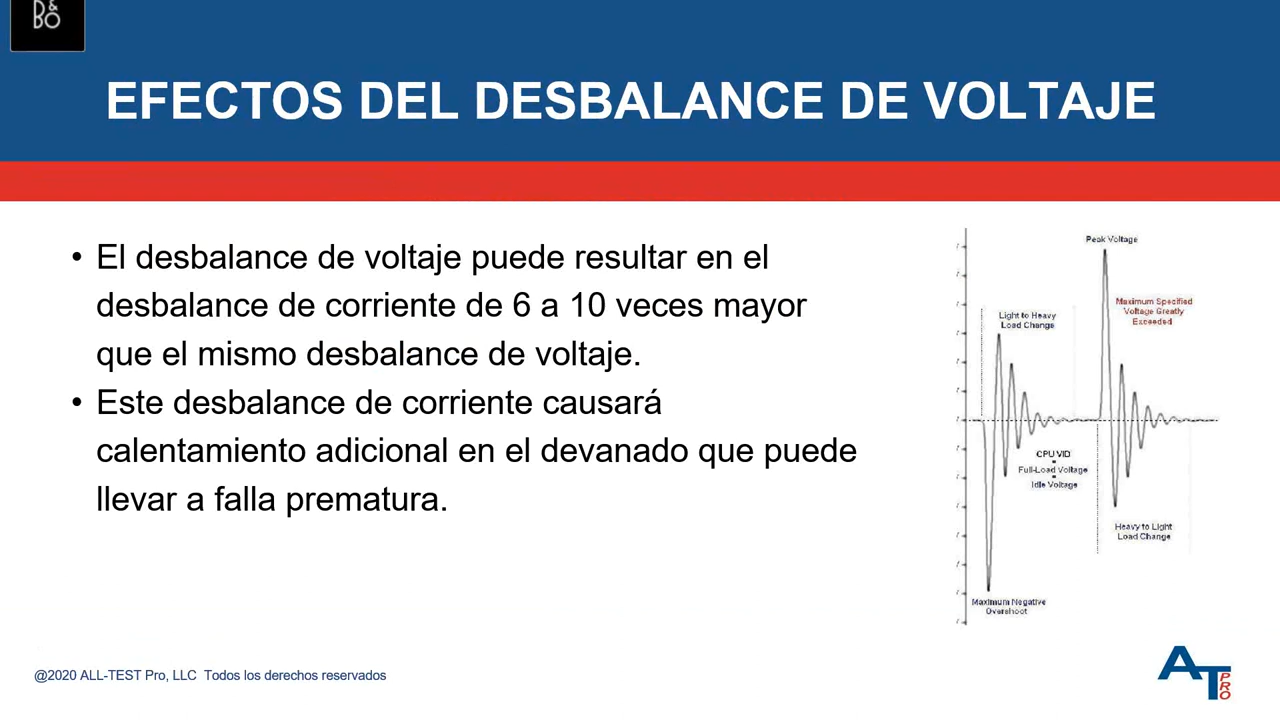 B&O
EFECTOS DEL DESBALANCE DE VOLTAJE
• El desbalance de voltaje puede resultar en el
desbalance de corriente de 6 a 10 veces mayor
que el mismo desbalance de voltaje.
• Este desbalance de corriente causará
calentamiento adicional en el devanado que puede
llevar a falla prematura.
Peak Voltage
Maximum Specified
Voltage Greatly
Exceeded
Light to Heavy
Load Change
CPU VID
Full-Load Voltage
Idle Voltage
Heavy to Light
Load Change
Maximum Negative
Overshoot
@2020 ALL-TEST Pro, LLC Todos los derechos reservados
AT PRO